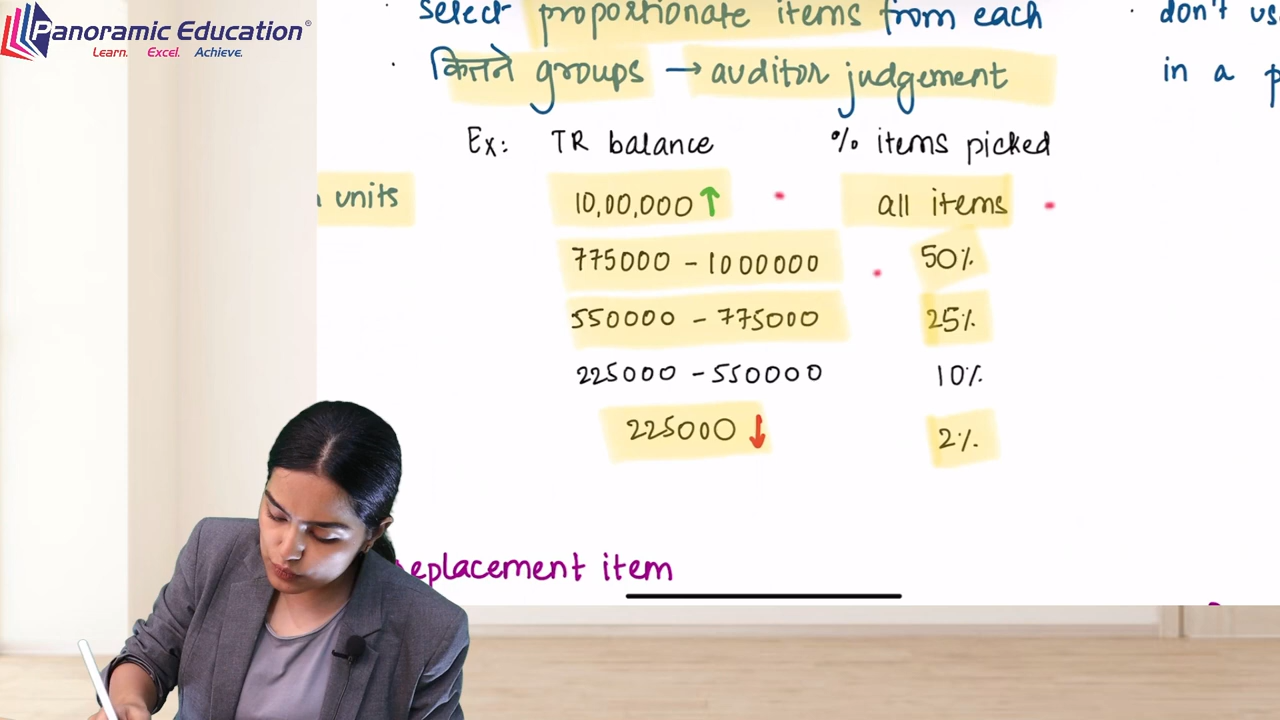 Panoramic Education®
Learn. Excel. Achieve.
select proportionate items from each
कितने groups → auditor judgement
don't
in a
units
Ex: TR balance % items picked
10,00,000 ↑ all items
775000 - 1000000 50%
550000 - 775000 25%
225000 - 550000 10%
225000 ↓ 2%
replacement item